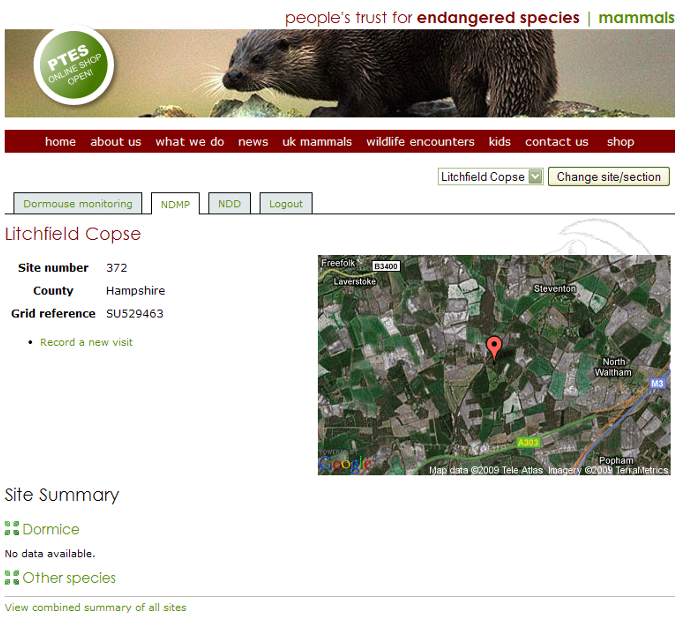 people's trust for endangered species | mammals
PTES
ONLINE SHOP
OPEN!
home about us what we do news uk mammals wildlife encounters kids contact us shop
Litchfield Copse Change site/section
Dormouse monitoring NDMP NDD Logout
Litchfield Copse
Site number 372
County Hampshire
Grid reference SU529463
Record a new visit
Freefolk
B3400
Laverstoke
Steventon
North
Waltham
M3
A303
Popham
POWERED BY
Google
Map data ©2009 Tele Atlas Imagery ©2009 TerraMetrics
Site Summary
Dormice
No data available.
Other species
View combined summary of all sites